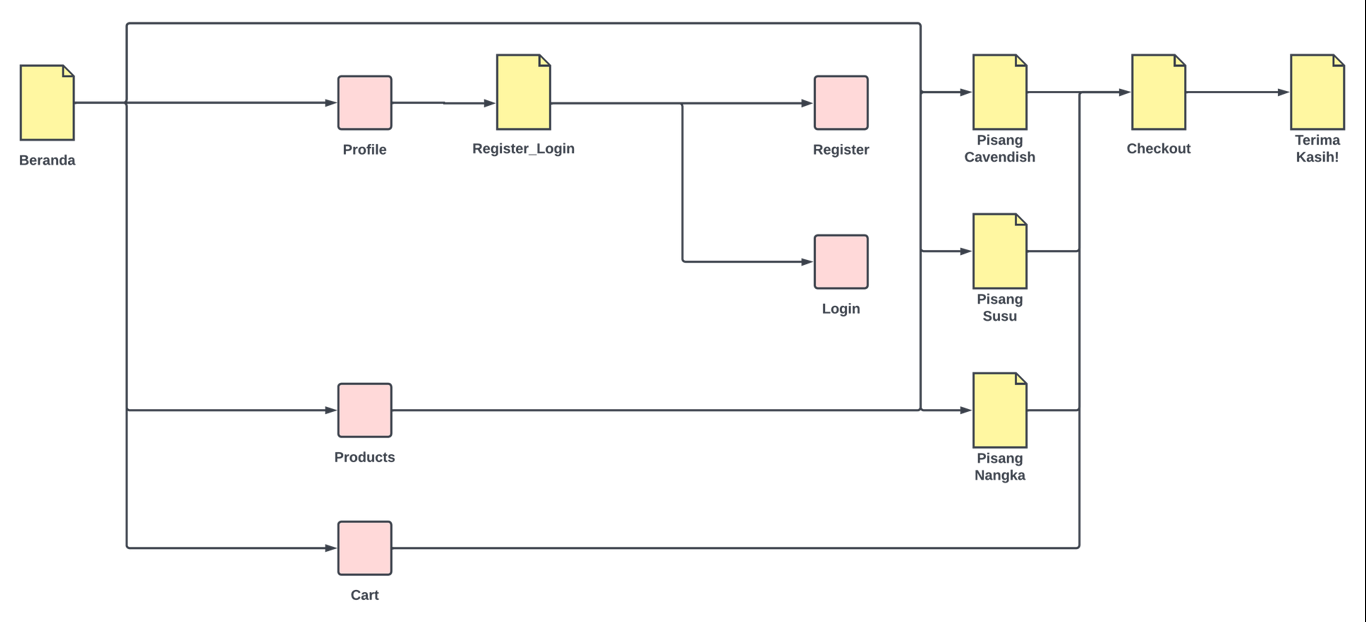 Beranda
Profile
Register_Login
Register
Pisang
Cavendish
Checkout
Terima
Kasih!
Login
Pisang
Susu
Products
Pisang
Nangka
Cart